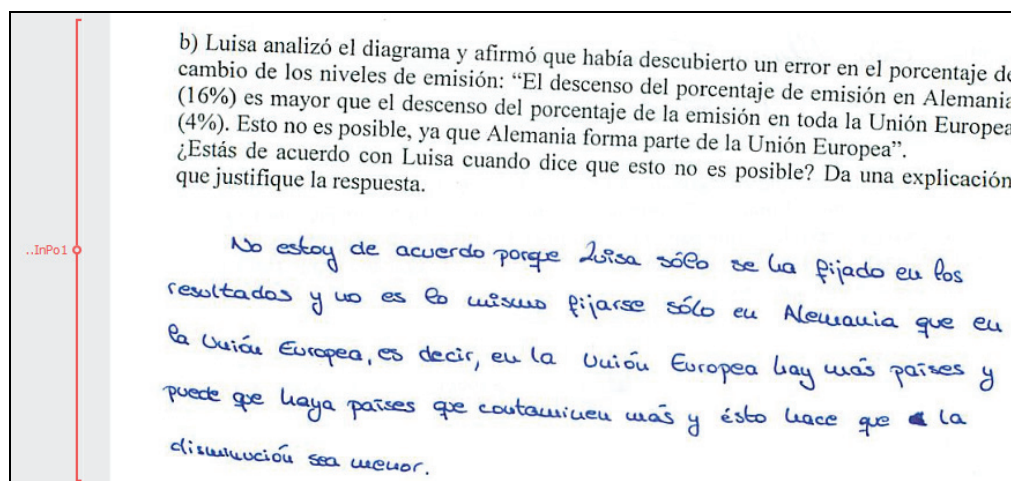 b) Luisa analizó el diagrama y afirmó que había descubierto un error en el porcentaje de
cambio de los niveles de emisión: “El descenso del porcentaje de emisión en Alemania
(16%) es mayor que el descenso del porcentaje de la emisión en toda la Unión Europea
(4%). Esto no es posible, ya que Alemania forma parte de la Unión Europea”.
¿Estás de acuerdo con Luisa cuando dice que esto no es posible? Da una explicación
que justifique la respuesta.
..InPo1
No estoy de acuerdo porque Luisa sólo se ha fijado en los
resultados y no es lo mismo fijarse sólo en Alemania que en
la Unión Europea, es decir, en la Unión Europea hay más países y
puede que haya países que contaminen más y ésto hace que la
disminución sea menor.